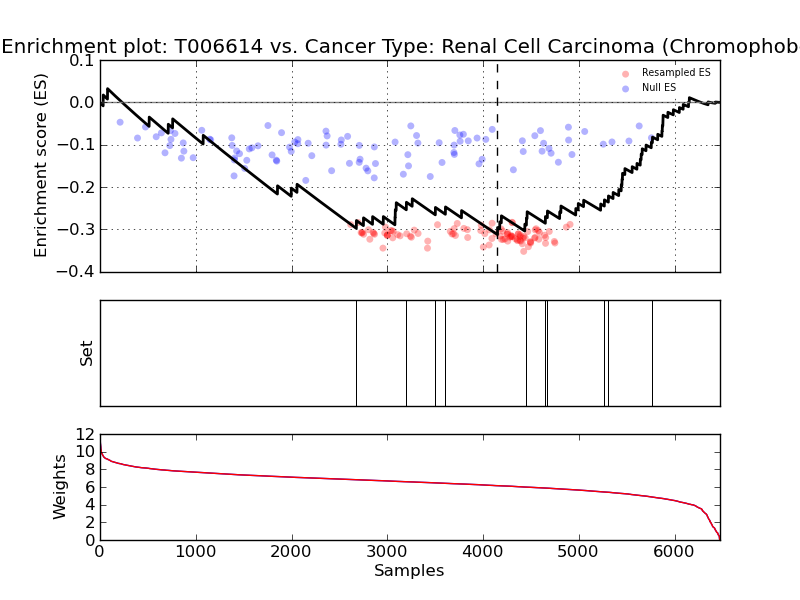 Enrichment plot: T006614 vs. Cancer Type: Renal Cell Carcinoma (Chromophob
Enrichment score (ES)
0.1
0.0
−0.1
−0.2
−0.3
−0.4
Resampled ES
Null ES
Set
Weights
12
10
8
6
4
2
0
0 1000 2000 3000 4000 5000 6000
Samples